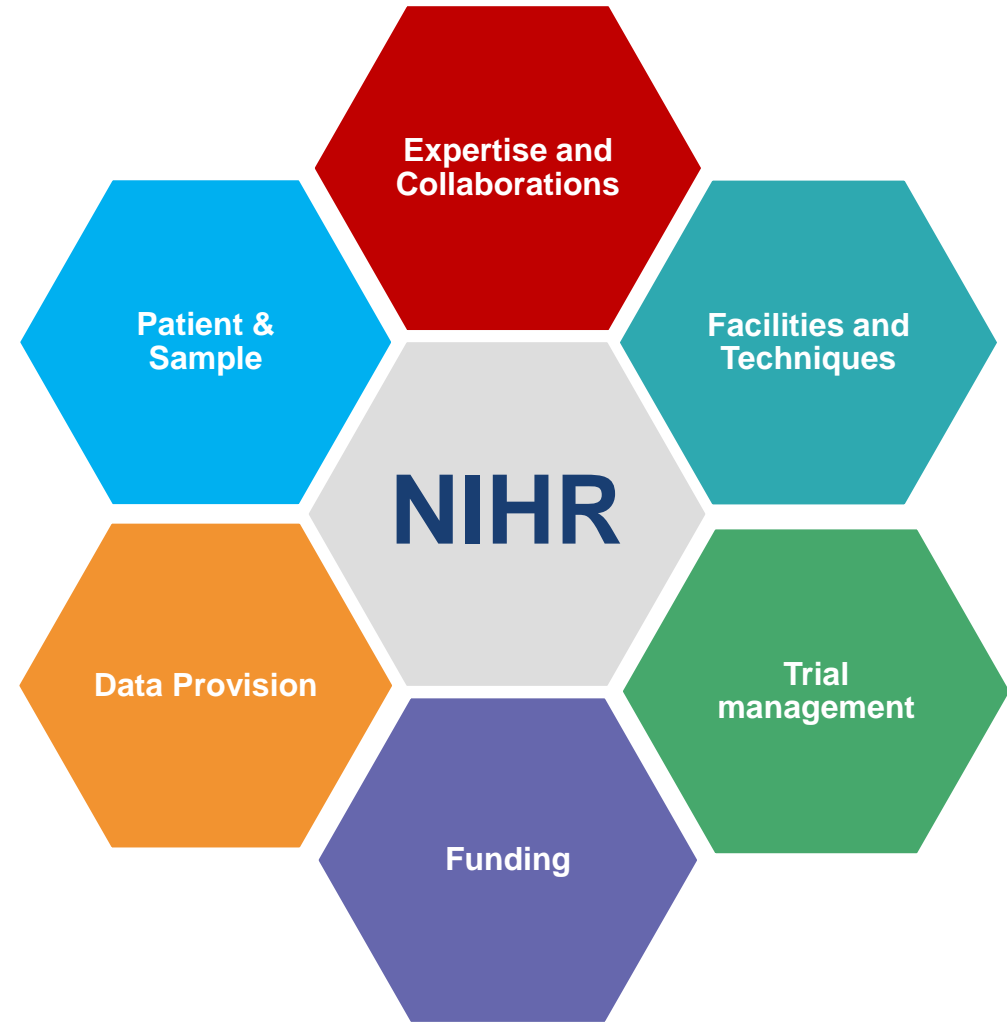 Expertise and
Collaborations
Patient &
Sample
Facilities and
Techniques
NIHR
Data Provision
Trial
management
Funding